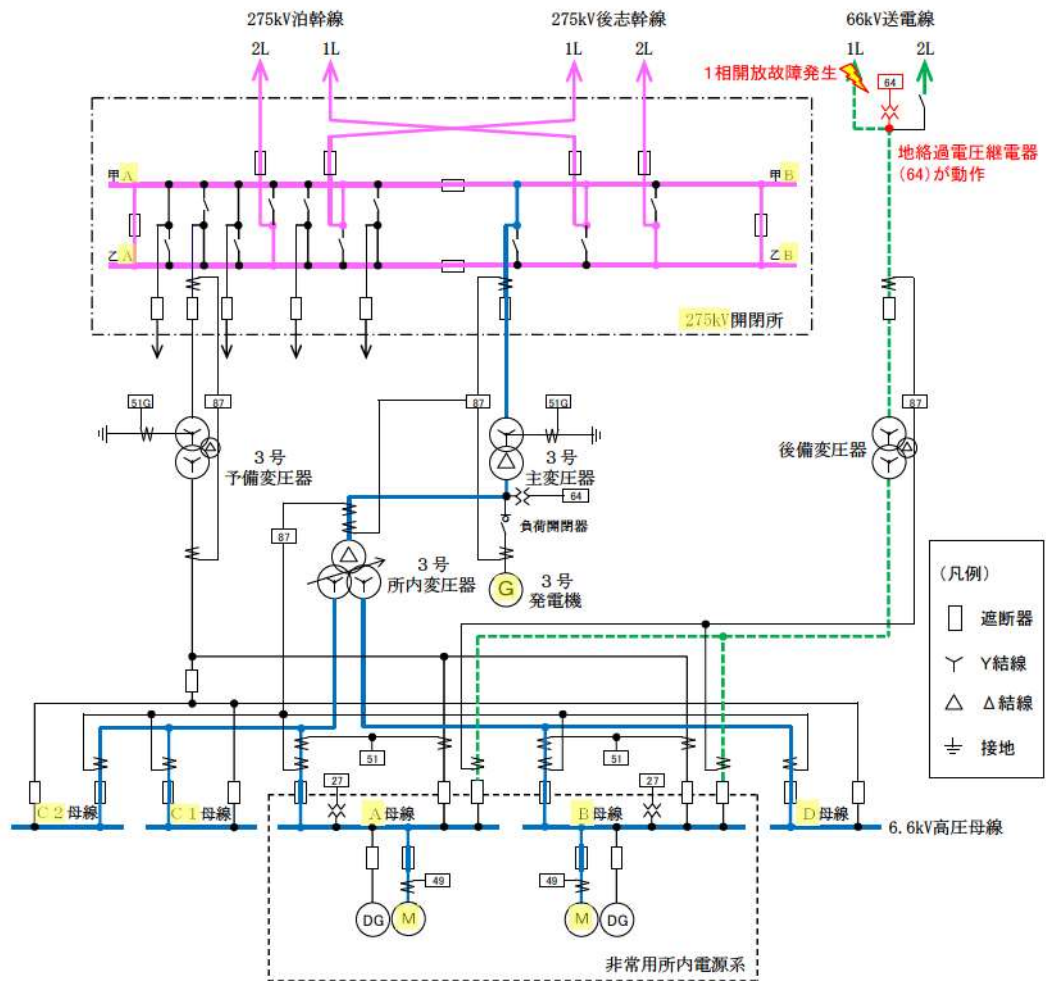 275kV泊幹線
275kV後志幹線
66kV送電線
2L
1L
1L
2L
1L
2L
1相開放故障発生
64
地絡過電圧継電器
(64)が動作
甲A
甲B
乙A
乙B
275kV開閉所
51G
87
87
51G
87
3号
予備変圧器
3号
主変圧器
後備変圧器
64
87
負荷開閉器
3号
所内変圧器
G
3号
発電機
(凡例)
遮断器
Y結線
Δ結線
接地
51
51
27
27
C2母線
C1母線
A母線
B母線
D母線
6.6kV高圧母線
49
49
DG
M
M
DG
非常用所内電源系